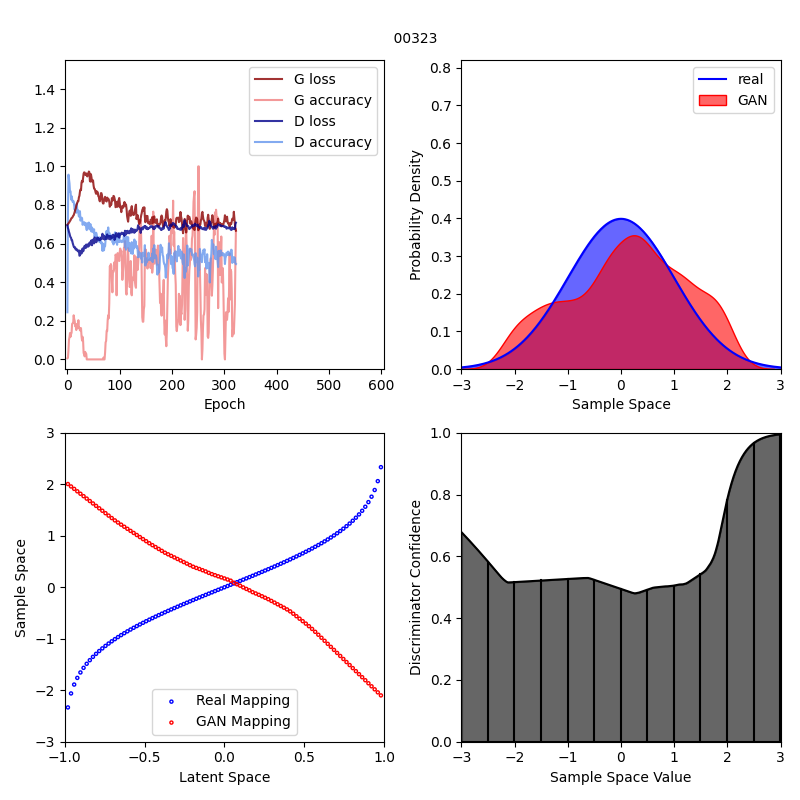 00323
G loss
G accuracy
D loss
D accuracy
1.4
1.2
1.0
0.8
0.6
0.4
0.2
0.0
0 100 200 300 400 500 600
Epoch
real
GAN
Probability Density
0.8
0.7
0.6
0.5
0.4
0.3
0.2
0.1
0.0
−3 −2 −1 0 1 2 3
Sample Space
Sample Space
3
2
1
0
−1
−2
−3
Real Mapping
GAN Mapping
−1.0 −0.5 0.0 0.5 1.0
Latent Space
Discriminator Confidence
1.0
0.8
0.6
0.4
0.2
0.0
−3 −2 −1 0 1 2 3
Sample Space Value